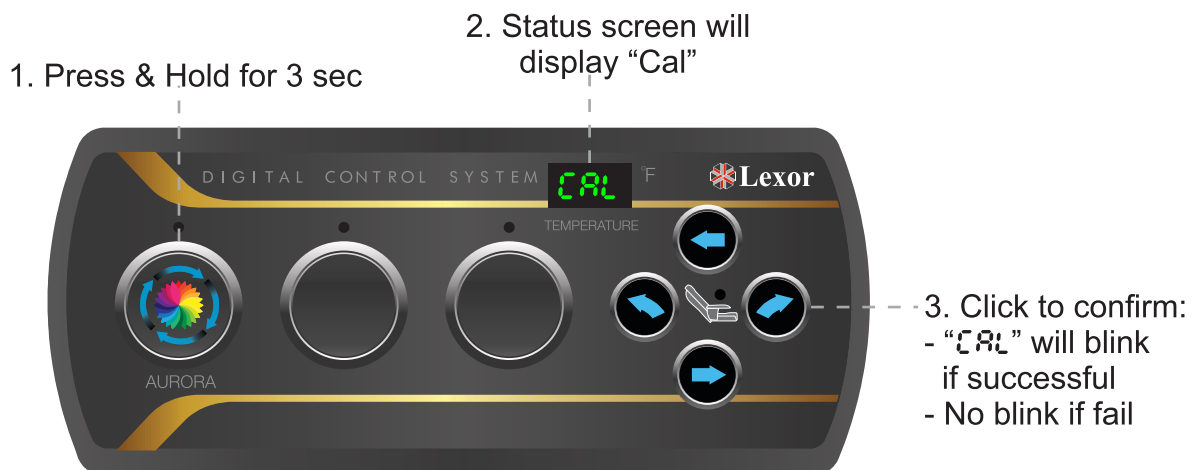 2. Status screen will
display “Cal”
1. Press & Hold for 3 sec
DIGITAL CONTROL SYSTEM
CAL
°F
Lexor
TEMPERATURE
AURORA
3. Click to confirm:
- “CAL” will blink
if successful
- No blink if fail